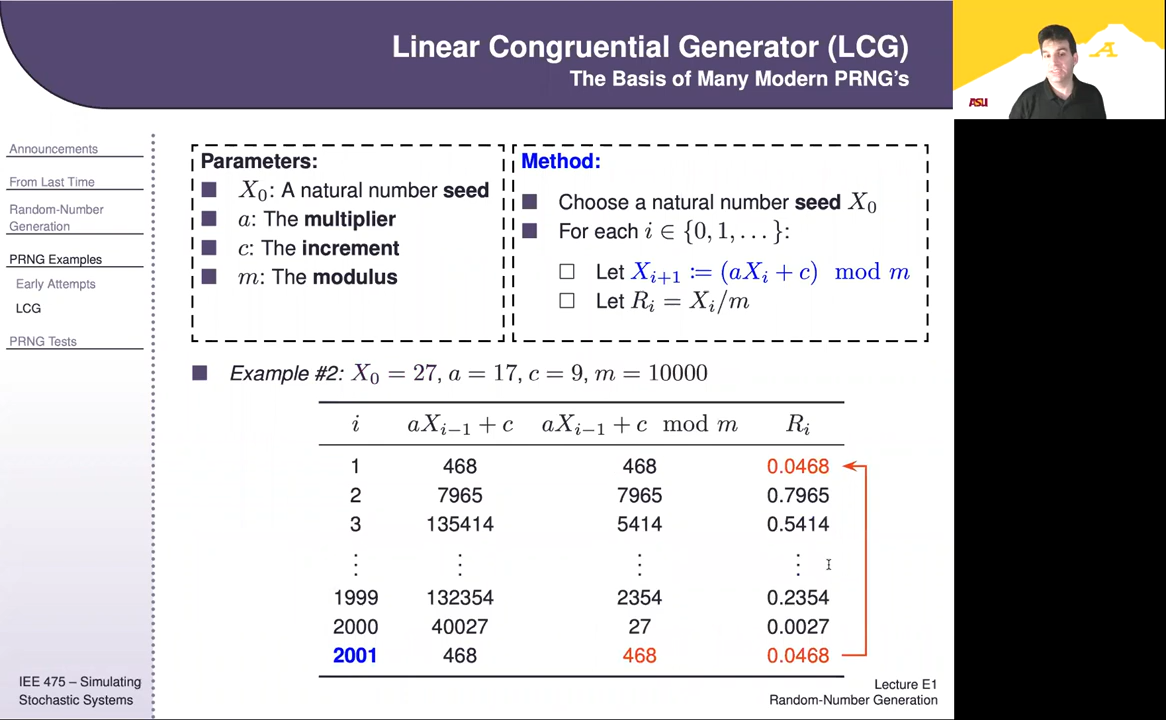 Linear Congruential Generator (LCG)
The Basis of Many Modern PRNG's
A
ASU
Announcements
From Last Time
Random-Number
Generation
PRNG Examples
Early Attempts
LCG
PRNG Tests
Parameters:
X₀: A natural number seed
a: The multiplier
c: The increment
m: The modulus
Method:
Choose a natural number seed X₀
For each i ∈ {0, 1, . . . }:
Let Xᵢ₊₁ := (aXᵢ + c) mod m
Let Rᵢ = Xᵢ/m
Example #2: X₀ = 27, a = 17, c = 9, m = 10000
i aXᵢ₋₁ + c aXᵢ₋₁ + c mod m Rᵢ
1 468 468 0.0468
2 7965 7965 0.7965
3 135414 5414 0.5414
⋮ ⋮ ⋮ ⋮
1999 132354 2354 0.2354
2000 40027 27 0.0027
2001 468 468 0.0468
IEE 475 – Simulating
Stochastic Systems
Lecture E1
Random-Number Generation